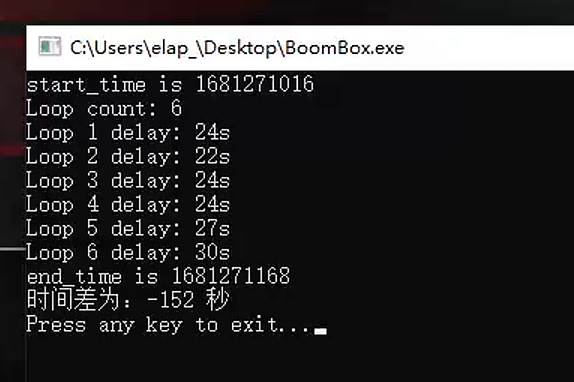 C:\Users\elap_\Desktop\BoomBox.exe
start_time is 1681271016
Loop count: 6
Loop 1 delay: 24s
Loop 2 delay: 22s
Loop 3 delay: 24s
Loop 4 delay: 24s
Loop 5 delay: 27s
Loop 6 delay: 30s
end_time is 1681271168
时间差为: -152 秒
Press any key to exit...